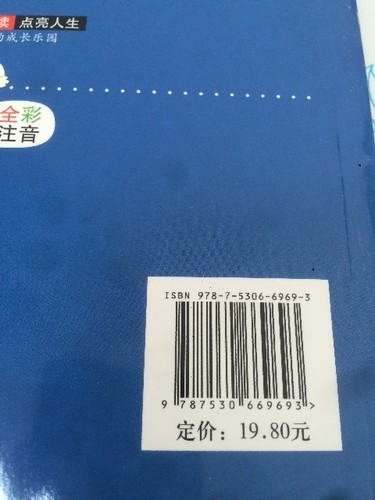 读 点亮人生
成长乐园
全彩
注音
ISBN 978-7-5306-6969-3
9 787530 669693 >
定价：19.80元